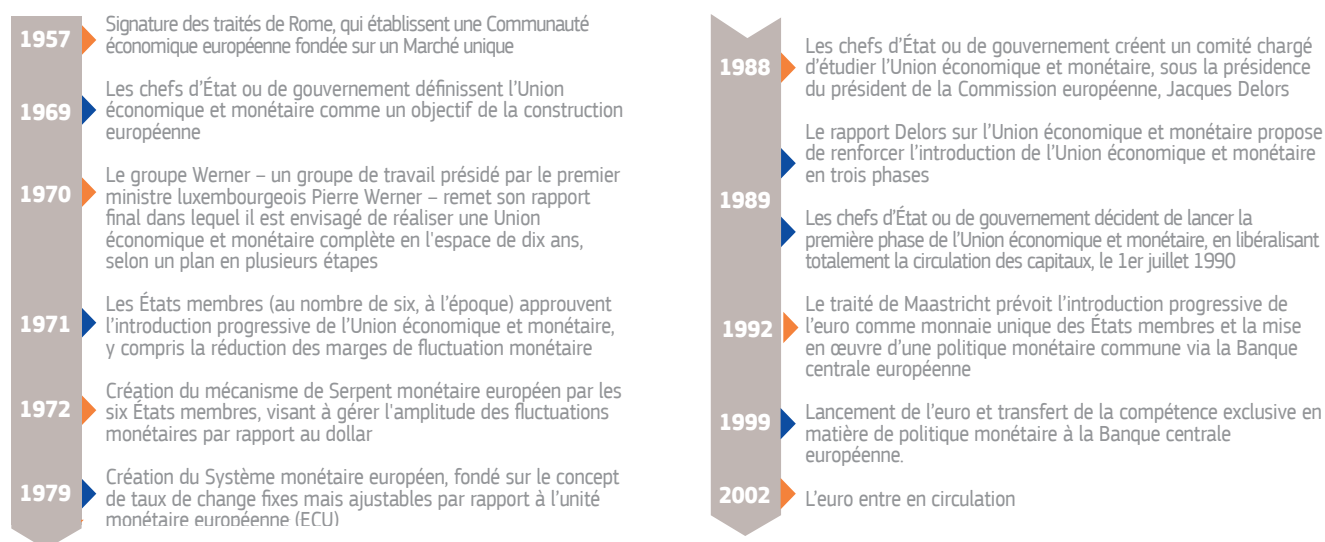 1957
Signature des traités de Rome, qui établissent une Communauté
économique européenne fondée sur un Marché unique
1969
Les chefs d'État ou de gouvernement définissent l'Union
économique et monétaire comme un objectif de la construction
européenne
1970
Le groupe Werner – un groupe de travail présidé par le premier
ministre luxembourgeois Pierre Werner – remet son rapport
final dans lequel il est envisagé de réaliser une Union
économique et monétaire complète en l'espace de dix ans,
selon un plan en plusieurs étapes
1971
Les États membres (au nombre de six, à l'époque) approuvent
l'introduction progressive de l'Union économique et monétaire,
y compris la réduction des marges de fluctuation monétaire
1972
Création du mécanisme de Serpent monétaire européen par les
six États membres, visant à gérer l'amplitude des fluctuations
monétaires par rapport au dollar
1979
Création du Système monétaire européen, fondé sur le concept
de taux de change fixes mais ajustables par rapport à l'unité
monétaire européenne (ECU)
1988
Les chefs d'État ou de gouvernement créent un comité chargé
d'étudier l'Union économique et monétaire, sous la présidence
du président de la Commission européenne, Jacques Delors
1989
Le rapport Delors sur l'Union économique et monétaire propose
de renforcer l'introduction de l'Union économique et monétaire
en trois phases
Les chefs d'État ou de gouvernement décident de lancer la
première phase de l'Union économique et monétaire, en libéralisant
totalement la circulation des capitaux, le 1er juillet 1990
1992
Le traité de Maastricht prévoit l'introduction progressive de
l'euro comme monnaie unique des États membres et la mise
en œuvre d'une politique monétaire commune via la Banque
centrale européenne
1999
Lancement de l'euro et transfert de la compétence exclusive en
matière de politique monétaire à la Banque centrale
européenne.
2002
L'euro entre en circulation